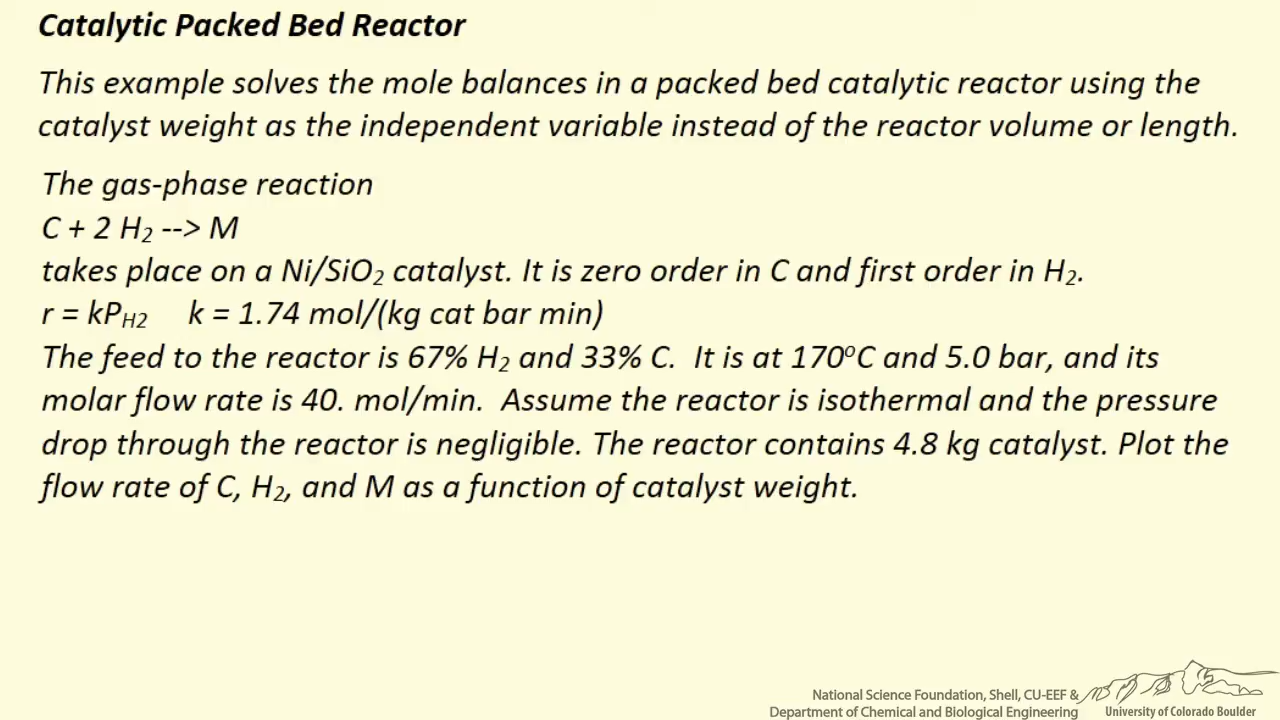 Catalytic Packed Bed Reactor
This example solves the mole balances in a packed bed catalytic reactor using the
catalyst weight as the independent variable instead of the reactor volume or length.
The gas-phase reaction
C + 2 H₂ --> M
takes place on a Ni/SiO₂ catalyst. It is zero order in C and first order in H₂.
r = kP_H2 k = 1.74 mol/(kg cat bar min)
The feed to the reactor is 67% H₂ and 33% C. It is at 170°C and 5.0 bar, and its
molar flow rate is 40. mol/min. Assume the reactor is isothermal and the pressure
drop through the reactor is negligible. The reactor contains 4.8 kg catalyst. Plot the
flow rate of C, H₂, and M as a function of catalyst weight.
National Science Foundation, Shell, CU-EEF &
Department of Chemical and Biological Engineering
University of Colorado Boulder